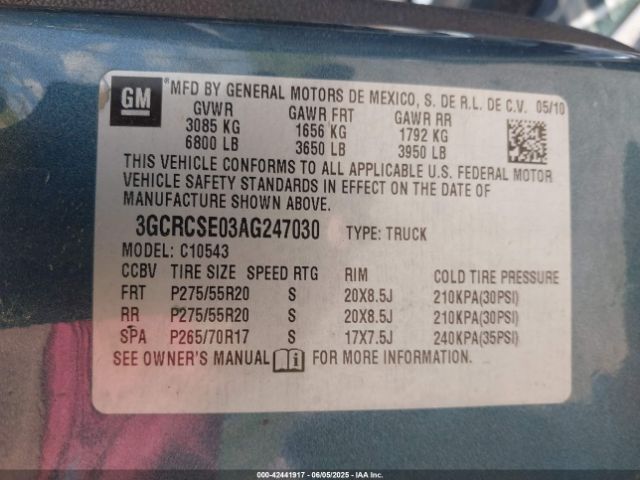 GM
®MFD BY GENERAL MOTORS DE MEXICO, S. DE R.L. DE C.V. 05/10
GVWR GAWR FRT GAWR RR
3085 KG 1656 KG 1792 KG
6800 LB 3650 LB 3950 LB
THIS VEHICLE CONFORMS TO ALL APPLICABLE U.S. FEDERAL MOTOR
VEHICLE SAFETY STANDARDS IN EFFECT ON THE DATE OF
MANUFACTURE SHOWN ABOVE.
3GCRCSE03AG247030 TYPE: TRUCK
MODEL: C10543
CCBV TIRE SIZE SPEED RTG RIM COLD TIRE PRESSURE
FRT P275/55R20 S 20X8.5J 210KPA(30PSI)
RR P275/55R20 S 20X8.5J 210KPA(30PSI)
SPA P265/70R17 S 17X7.5J 240KPA(35PSI)
SEE OWNER'S MANUAL i FOR MORE INFORMATION.
000-42441917 - 06/05/2025 - IAA Inc.